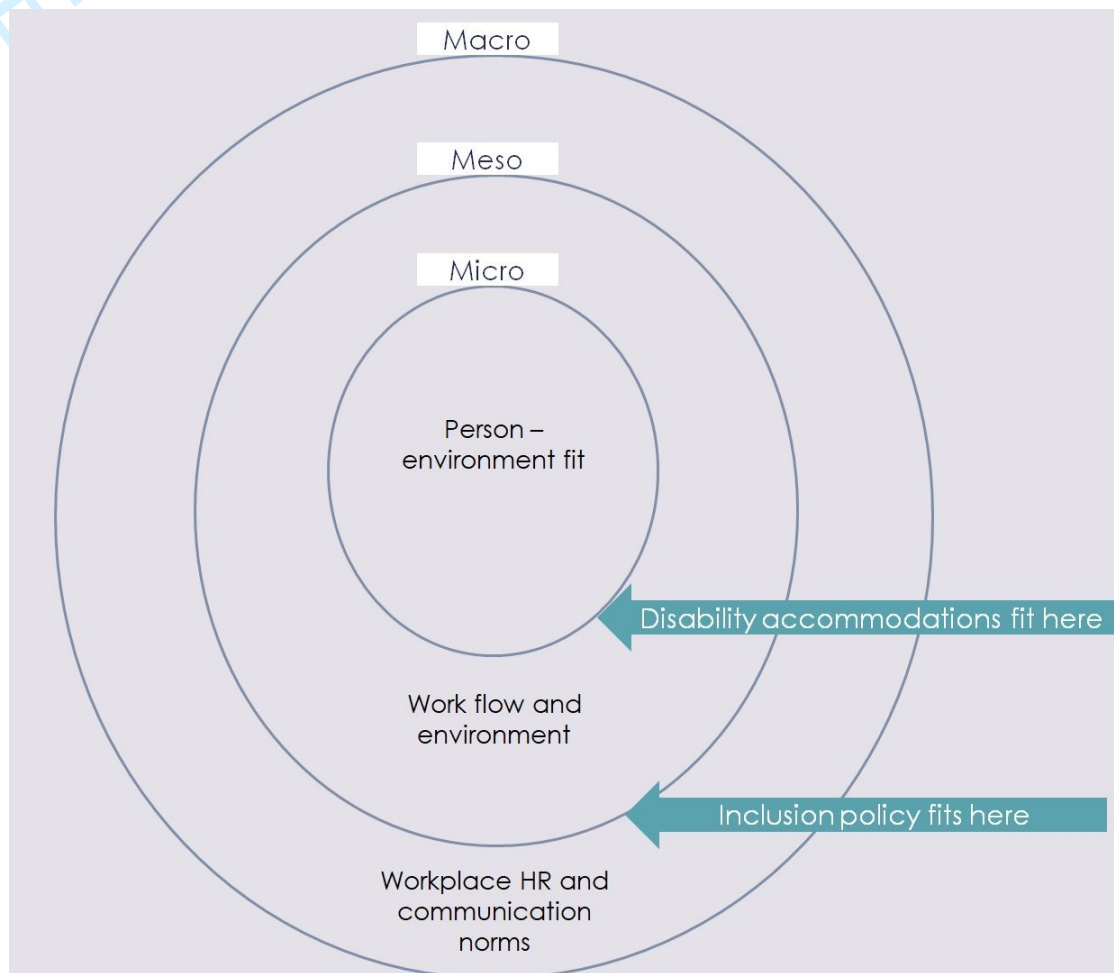 Macro
Meso
Micro
Person –
environment fit
Disability accommodations fit here
Work flow and
environment
Inclusion policy fits here
Workplace HR and
communication
norms